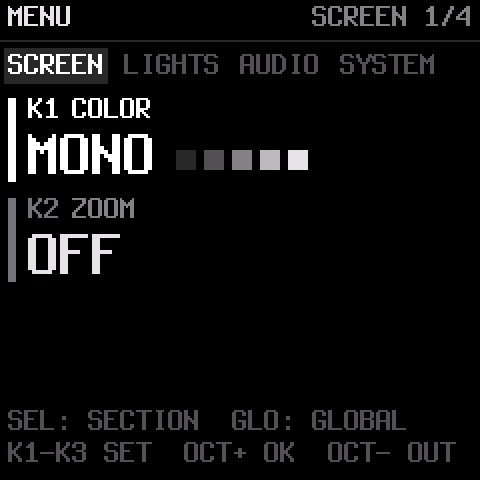 MENU SCREEN 1/4
SCREEN LIGHTS AUDIO SYSTEM
K1 COLOR
MONO
K2 ZOOM
OFF
SEL: SECTION GLO: GLOBAL
K1-K3 SET OCT+ OK OCT- OUT